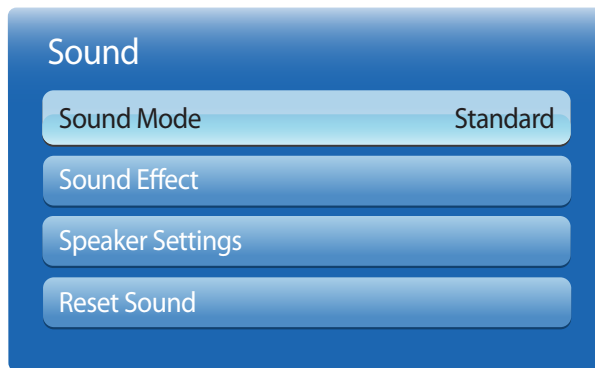 Sound
Sound Mode Standard
Sound Effect
Speaker Settings
Reset Sound